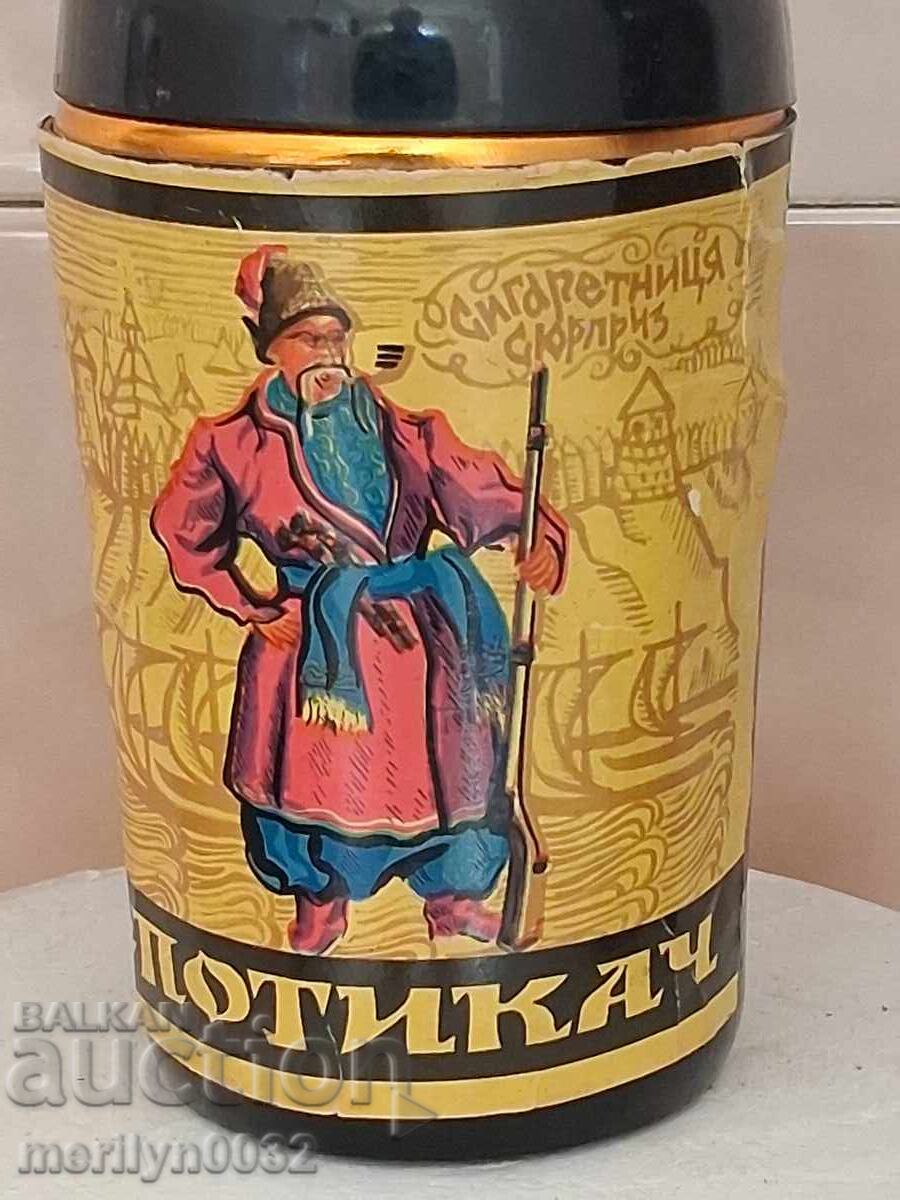 сигаретниця
сюрприз
ПОТИКАЧ
BALKAN
auction
merilyn0032